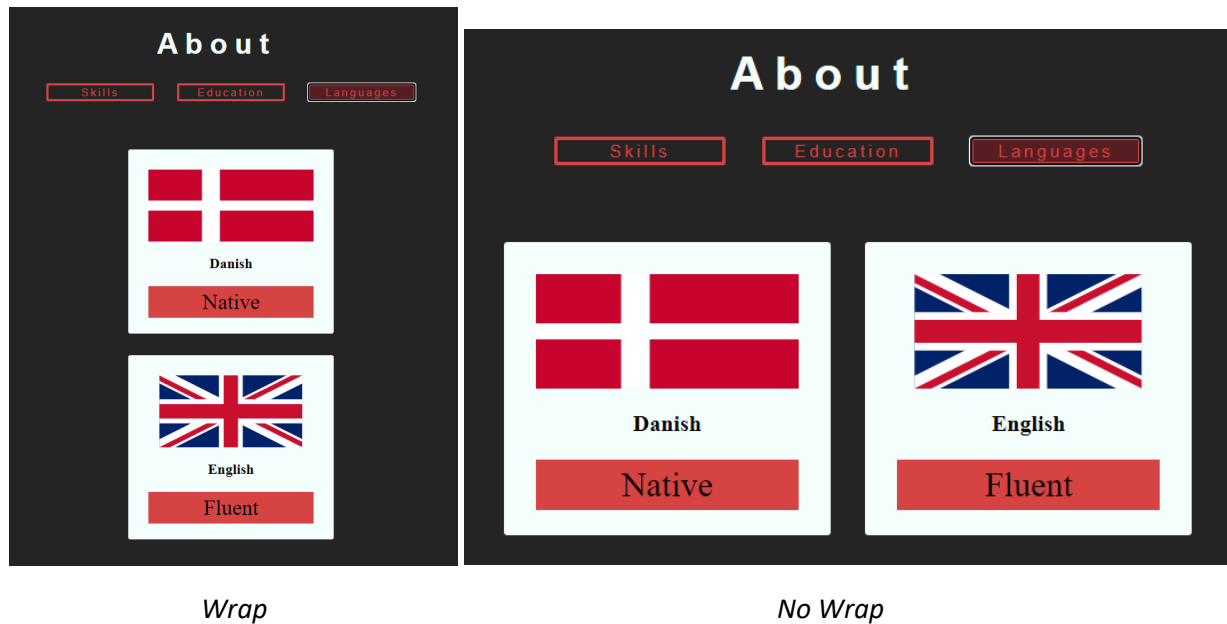 About
Skills Education Languages
Danish
Native
English
Fluent
Wrap
About
Skills Education Languages
Danish English
Native Fluent
No Wrap